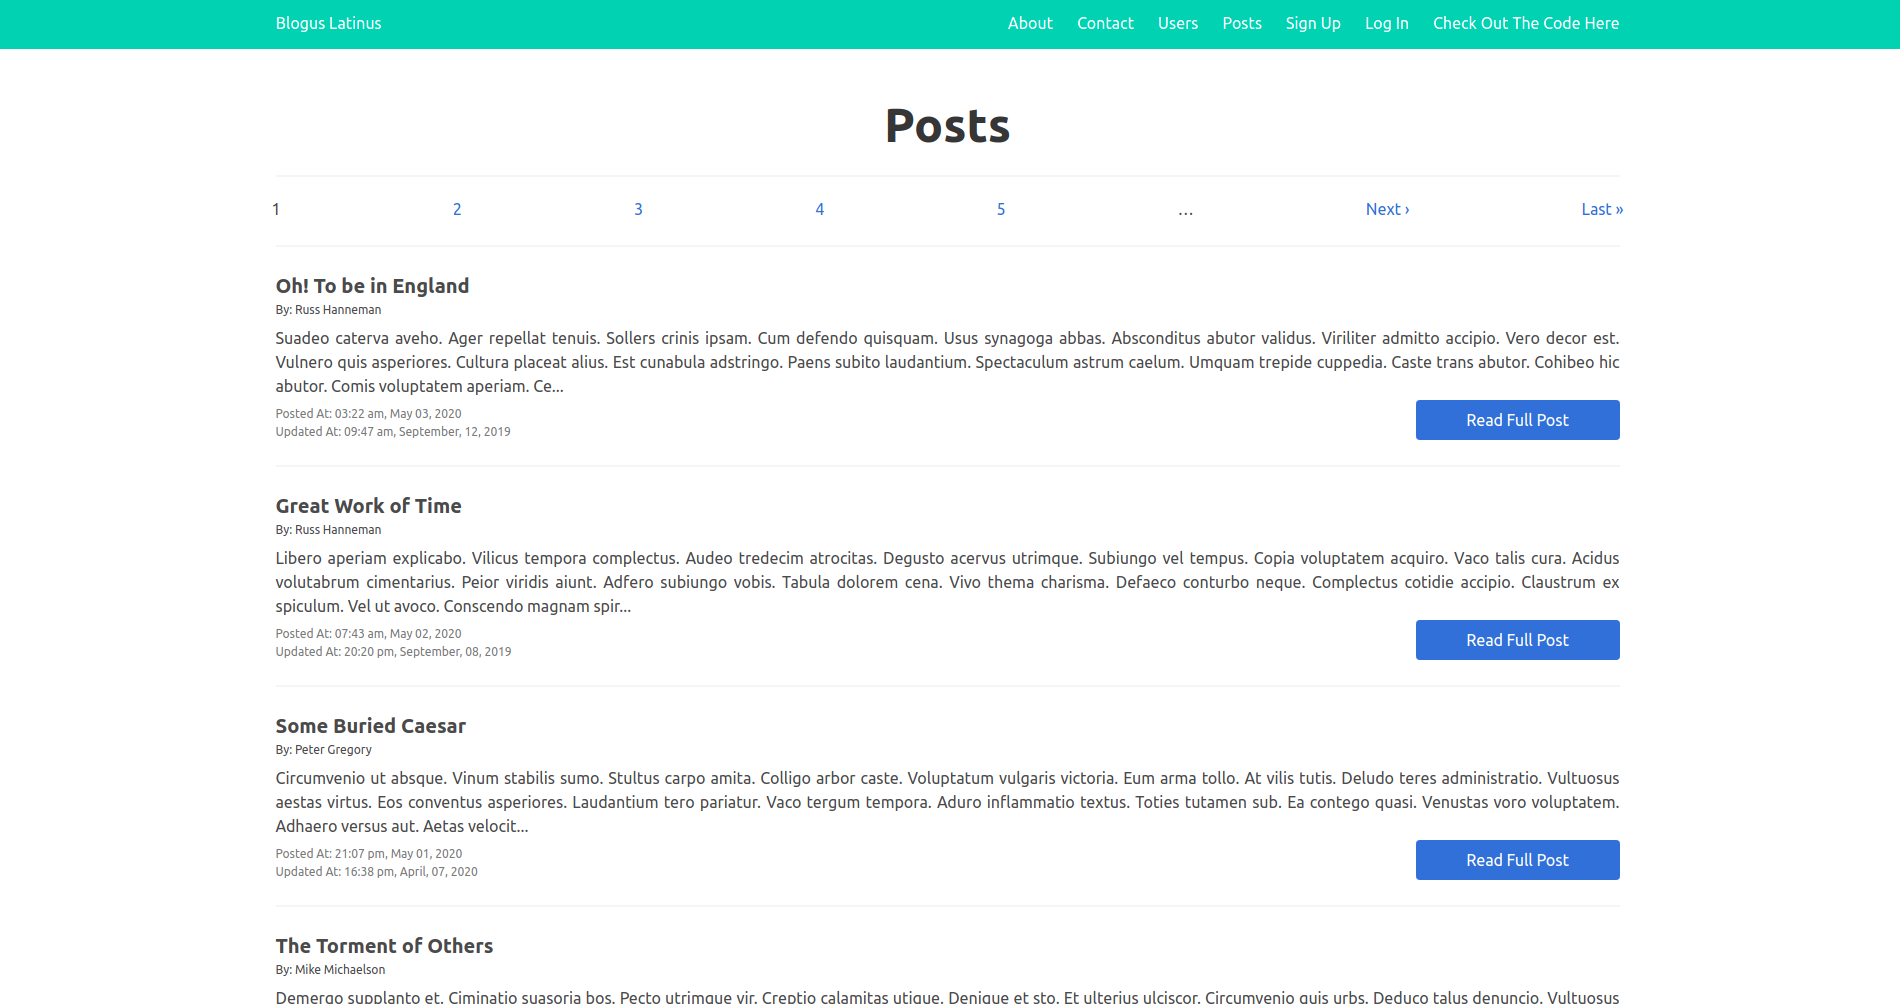 Blogus Latinus About Contact Users Posts Sign Up Log In Check Out The Code Here
Posts
1 2 3 4 5 … Next › Last »
Oh! To be in England
By: Russ Hanneman
Suadeo caterva aveho. Ager repellat tenuis. Sollers crinis ipsam. Cum defendo quisquam. Usus synagoga abbas. Absconditus abutor validus. Viriliter admitto accipio. Vero decor est.
Vulnero quis asperiores. Cultura placeat alius. Est cunabula adstringo. Paens subito laudantium. Spectaculum astrum caelum. Umquam trepide cuppedia. Caste trans abutor. Cohibeo hic
abutor. Comis voluptatem aperiam. Ce...
Posted At: 03:22 am, May 03, 2020
Updated At: 09:47 am, September, 12, 2019
Read Full Post
Great Work of Time
By: Russ Hanneman
Libero aperiam explicabo. Vilicus tempora complectus. Audeo tredecim atrocitas. Degusto acervus utrimque. Subiungo vel tempus. Copia voluptatem acquiro. Vaco talis cura. Acidus
volutabrum cimentarius. Peior viridis aiunt. Adfero subiungo vobis. Tabula dolorem cena. Vivo thema charisma. Defaeco conturbo neque. Complectus cotidie accipio. Claustrum ex
spiculum. Vel ut avoco. Conscendo magnam spir...
Posted At: 07:43 am, May 02, 2020
Updated At: 20:20 pm, September, 08, 2019
Read Full Post
Some Buried Caesar
By: Peter Gregory
Circumvenio ut absque. Vinum stabilis sumo. Stultus carpo amita. Colligo arbor caste. Voluptatum vulgaris victoria. Eum arma tollo. At vilis tutis. Deludo teres administratio. Vultuosus
aestas virtus. Eos conventus asperiores. Laudantium tero pariatur. Vaco tergum tempora. Aduro inflammatio textus. Toties tutamen sub. Ea contego quasi. Venustas voro voluptatem.
Adhaero versus aut. Aetas velocit...
Posted At: 21:07 pm, May 01, 2020
Updated At: 16:38 pm, April, 07, 2020
Read Full Post
The Torment of Others
By: Mike Michaelson
Demergo supplanto et. Ciminatio suasoria bos. Pecto utrimque vir. Creptio calamitas utique. Denique et sto. Et ulterius ulciscor. Circumvenio quis urbs. Deduco talus denuncio. Vultuosus